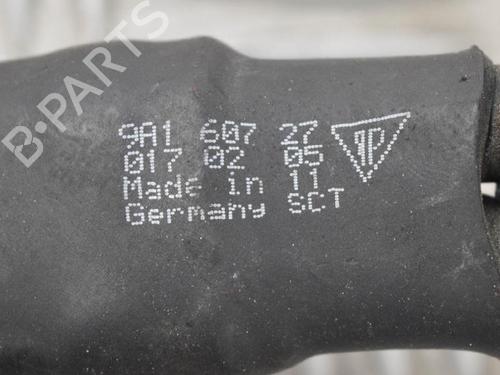 B-PARTS
9A1 607 27
017 02 05
Made in 11
Germany SCT